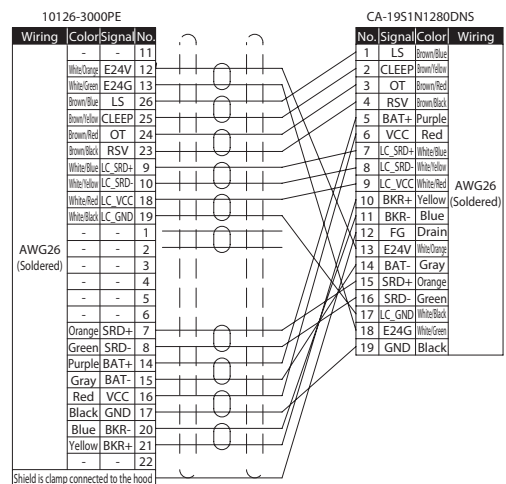 10126-3000PE
Wiring Color Signal No.
- - 11
White/Orange E24V 12
White/Green E24G 13
Brown/Blue LS 26
Brown/Yellow CLEEP 25
Brown/Red OT 24
Brown/Black RSV 23
White/Blue LC_SRD+ 9
White/Yellow LC_SRD- 10
White/Red LC_VCC 18
White/Black LC_GND 19
- - 1
AWG26 - - 2
(Soldered) - - 3
- - 4
- - 5
- - 6
Orange SRD+ 7
Green SRD- 8
Purple BAT+ 14
Gray BAT- 15
Red VCC 16
Black GND 17
Blue BKR- 20
Yellow BKR+ 21
- - 22
Shield is clamp connected to the hood
CA-19S1N1280DNS
No. Signal Color Wiring
1 LS Brown/Blue
2 CLEEP Brown/Yellow
3 OT Brown/Red
4 RSV Brown/Black
5 BAT+ Purple
6 VCC Red
7 LC_SRD+ White/Blue
8 LC_SRD- White/Yellow
9 LC_VCC White/Red AWG26
10 BKR+ Yellow (Soldered)
11 BKR- Blue
12 FG Drain
13 E24V White/Orange
14 BAT- Gray
15 SRD+ Orange
16 SRD- Green
17 LC_GND White/Black
18 E24G White/Green
19 GND Black